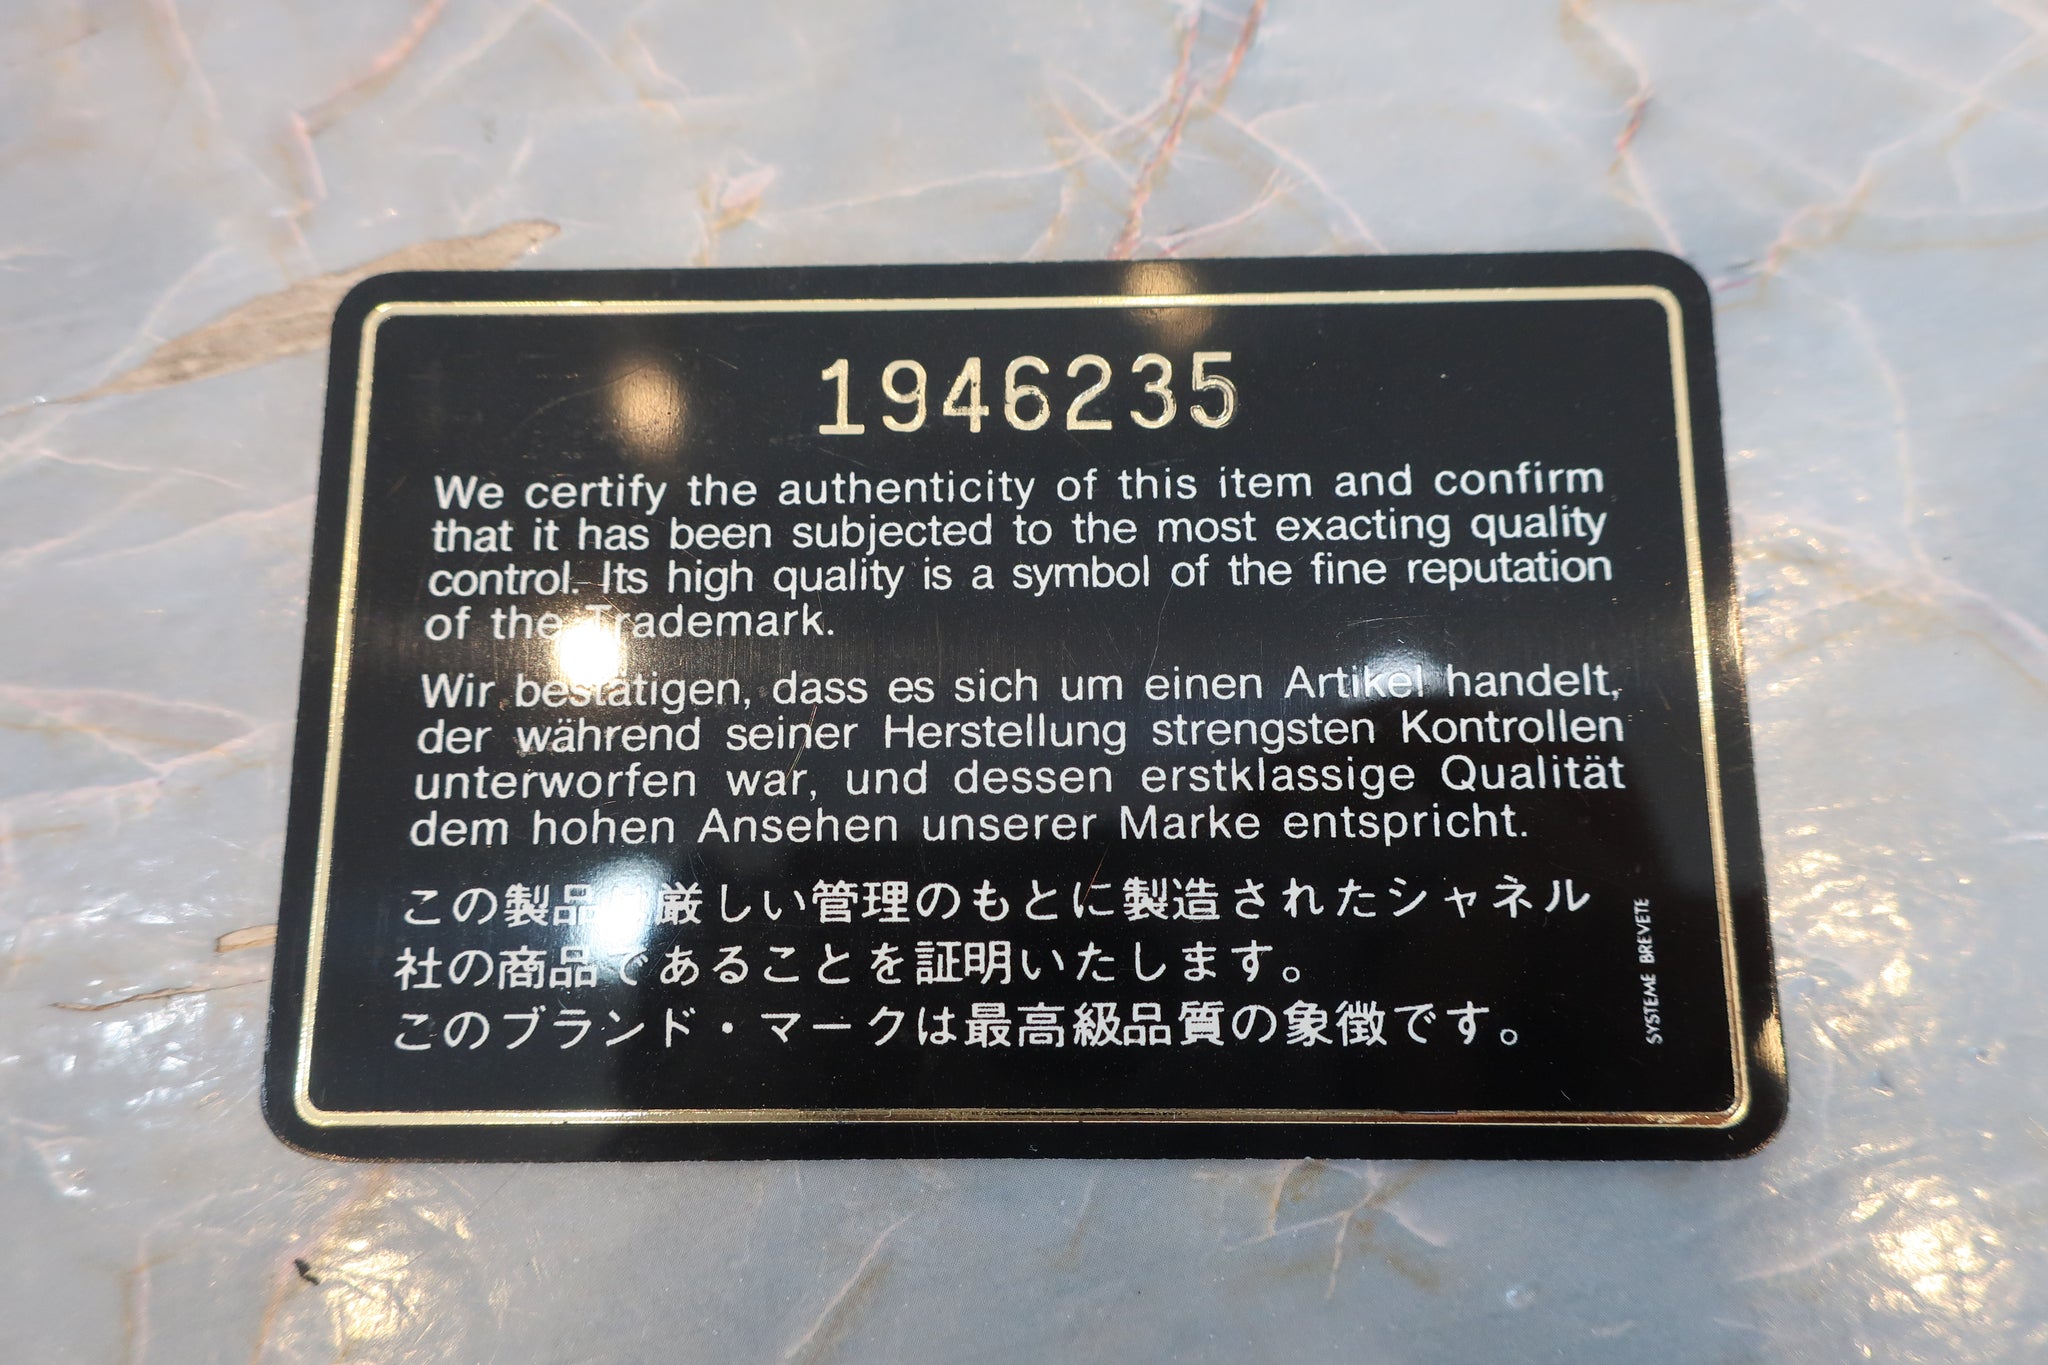 1946235
We certify the authenticity of this item and confirm
that it has been subjected to the most exacting quality
control. Its high quality is a symbol of the fine reputation
of the Trademark.
Wir bestätigen, dass es sich um einen Artikel handelt,
der während seiner Herstellung strengsten Kontrollen
unterworfen war, und dessen erstklassige Qualität
dem hohen Ansehen unserer Marke entspricht.
この製品は厳しい管理のもとに製造されたシャネル
社の商品であることを証明いたします。
このブランド・マークは最高級品質の象徴です。
SYSTEME BREVETE